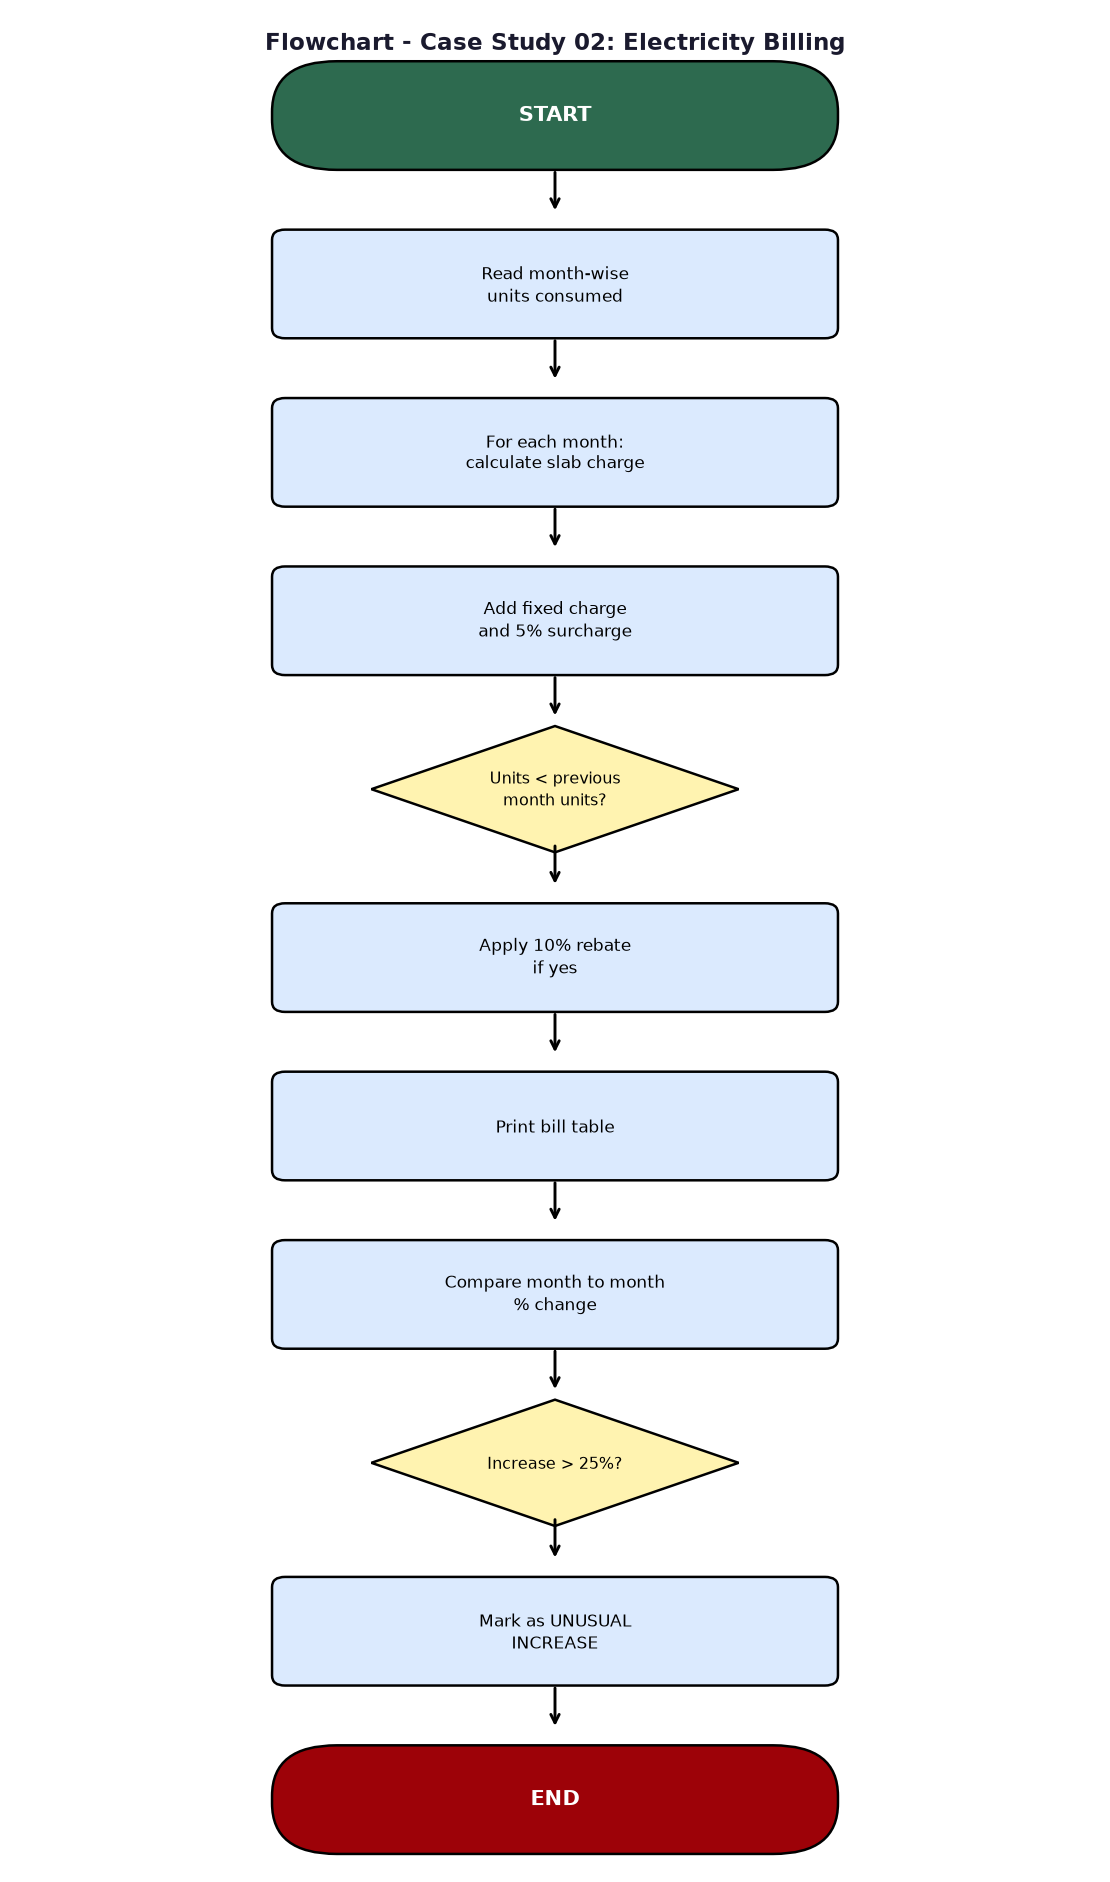 Flowchart - Case Study 02: Electricity Billing
START
Read month-wise
units consumed
For each month:
calculate slab charge
Add fixed charge
and 5% surcharge
Units < previous
month units?
Apply 10% rebate
if yes
Print bill table
Compare month to month
% change
Increase > 25%?
Mark as UNUSUAL
INCREASE
END